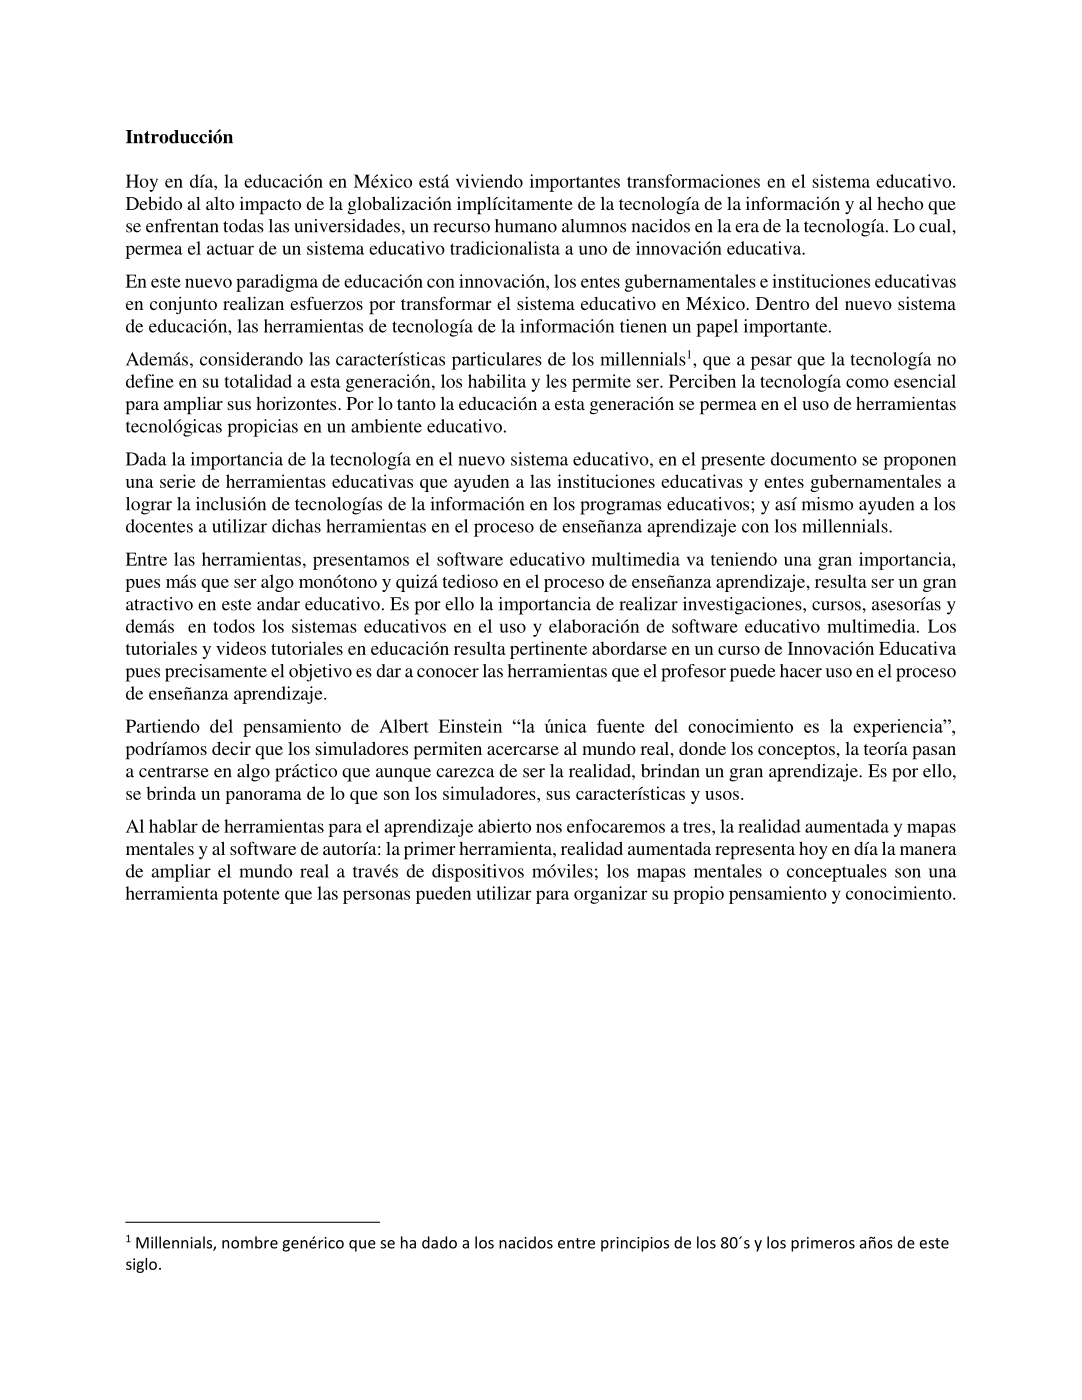 Introducción
Hoy en día, la educación en México está viviendo importantes transformaciones en el sistema educativo.
Debido al alto impacto de la globalización implícitamente de la tecnología de la información y al hecho que
se enfrentan todas las universidades, un recurso humano alumnos nacidos en la era de la tecnología. Lo cual,
permea el actuar de un sistema educativo tradicionalista a uno de innovación educativa.
En este nuevo paradigma de educación con innovación, los entes gubernamentales e instituciones educativas
en conjunto realizan esfuerzos por transformar el sistema educativo en México. Dentro del nuevo sistema
de educación, las herramientas de tecnología de la información tienen un papel importante.
Además, considerando las características particulares de los millennials¹, que a pesar que la tecnología no
define en su totalidad a esta generación, los habilita y les permite ser. Perciben la tecnología como esencial
para ampliar sus horizontes. Por lo tanto la educación a esta generación se permea en el uso de herramientas
tecnológicas propicias en un ambiente educativo.
Dada la importancia de la tecnología en el nuevo sistema educativo, en el presente documento se proponen
una serie de herramientas educativas que ayuden a las instituciones educativas y entes gubernamentales a
lograr la inclusión de tecnologías de la información en los programas educativos; y así mismo ayuden a los
docentes a utilizar dichas herramientas en el proceso de enseñanza aprendizaje con los millennials.
Entre las herramientas, presentamos el software educativo multimedia va teniendo una gran importancia,
pues más que ser algo monótono y quizá tedioso en el proceso de enseñanza aprendizaje, resulta ser un gran
atractivo en este andar educativo. Es por ello la importancia de realizar investigaciones, cursos, asesorías y
demás  en todos los sistemas educativos en el uso y elaboración de software educativo multimedia. Los
tutoriales y videos tutoriales en educación resulta pertinente abordarse en un curso de Innovación Educativa
pues precisamente el objetivo es dar a conocer las herramientas que el profesor puede hacer uso en el proceso
de enseñanza aprendizaje.
Partiendo del pensamiento de Albert Einstein “la única fuente del conocimiento es la experiencia”,
podríamos decir que los simuladores permiten acercarse al mundo real, donde los conceptos, la teoría pasan
a centrarse en algo práctico que aunque carezca de ser la realidad, brindan un gran aprendizaje. Es por ello,
se brinda un panorama de lo que son los simuladores, sus características y usos.
Al hablar de herramientas para el aprendizaje abierto nos enfocaremos a tres, la realidad aumentada y mapas
mentales y al software de autoría: la primer herramienta, realidad aumentada representa hoy en día la manera
de ampliar el mundo real a través de dispositivos móviles; los mapas mentales o conceptuales son una
herramienta potente que las personas pueden utilizar para organizar su propio pensamiento y conocimiento.
¹ Millennials, nombre genérico que se ha dado a los nacidos entre principios de los 80´s y los primeros años de este
siglo.